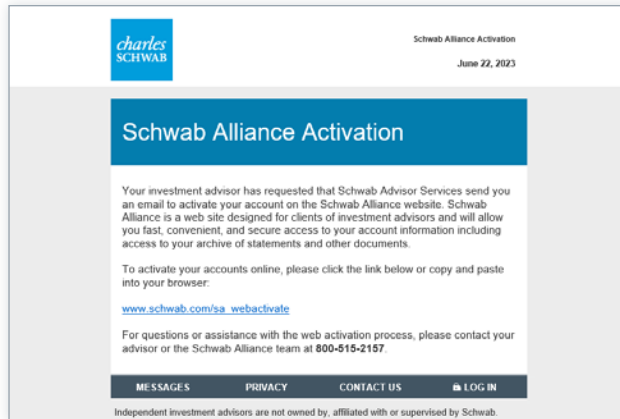 charles
SCHWAB
Schwab Alliance Activation
June 22, 2023
Schwab Alliance Activation
Your investment advisor has requested that Schwab Advisor Services send you
an email to activate your account on the Schwab Alliance website. Schwab
Alliance is a web site designed for clients of investment advisors and will allow
you fast, convenient, and secure access to your account information including
access to your archive of statements and other documents.
To activate your accounts online, please click the link below or copy and paste
into your browser:
www.schwab.com/sa_webactivate
For questions or assistance with the web activation process, please contact your
advisor or the Schwab Alliance team at 800-515-2157.
MESSAGES PRIVACY CONTACT US LOG IN
Independent investment advisors are not owned by, affiliated with or supervised by Schwab.